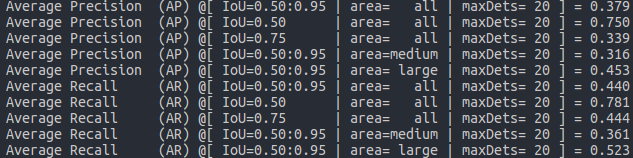 Average Precision  (AP) @[ IoU=0.50:0.95 | area=   all | maxDets= 20 ] = 0.379
Average Precision  (AP) @[ IoU=0.50      | area=   all | maxDets= 20 ] = 0.750
Average Precision  (AP) @[ IoU=0.75      | area=   all | maxDets= 20 ] = 0.339
Average Precision  (AP) @[ IoU=0.50:0.95 | area=medium | maxDets= 20 ] = 0.316
Average Precision  (AP) @[ IoU=0.50:0.95 | area= large | maxDets= 20 ] = 0.453
Average Recall     (AR) @[ IoU=0.50:0.95 | area=   all | maxDets= 20 ] = 0.440
Average Recall     (AR) @[ IoU=0.50      | area=   all | maxDets= 20 ] = 0.781
Average Recall     (AR) @[ IoU=0.75      | area=   all | maxDets= 20 ] = 0.444
Average Recall     (AR) @[ IoU=0.50:0.95 | area=medium | maxDets= 20 ] = 0.361
Average Recall     (AR) @[ IoU=0.50:0.95 | area= large | maxDets= 20 ] = 0.523